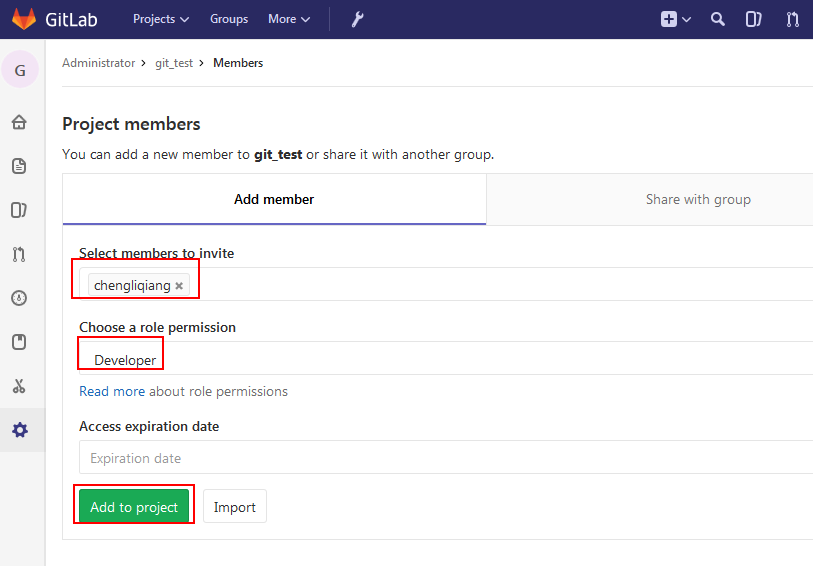 GitLab Projects Groups More
G
Administrator > git_test > Members
Project members
You can add a new member to git_test or share it with another group.
Add member Share with group
Select members to invite
chengliqiang ×
Choose a role permission
Developer
Read more about role permissions
Access expiration date
Expiration date
Add to project Import